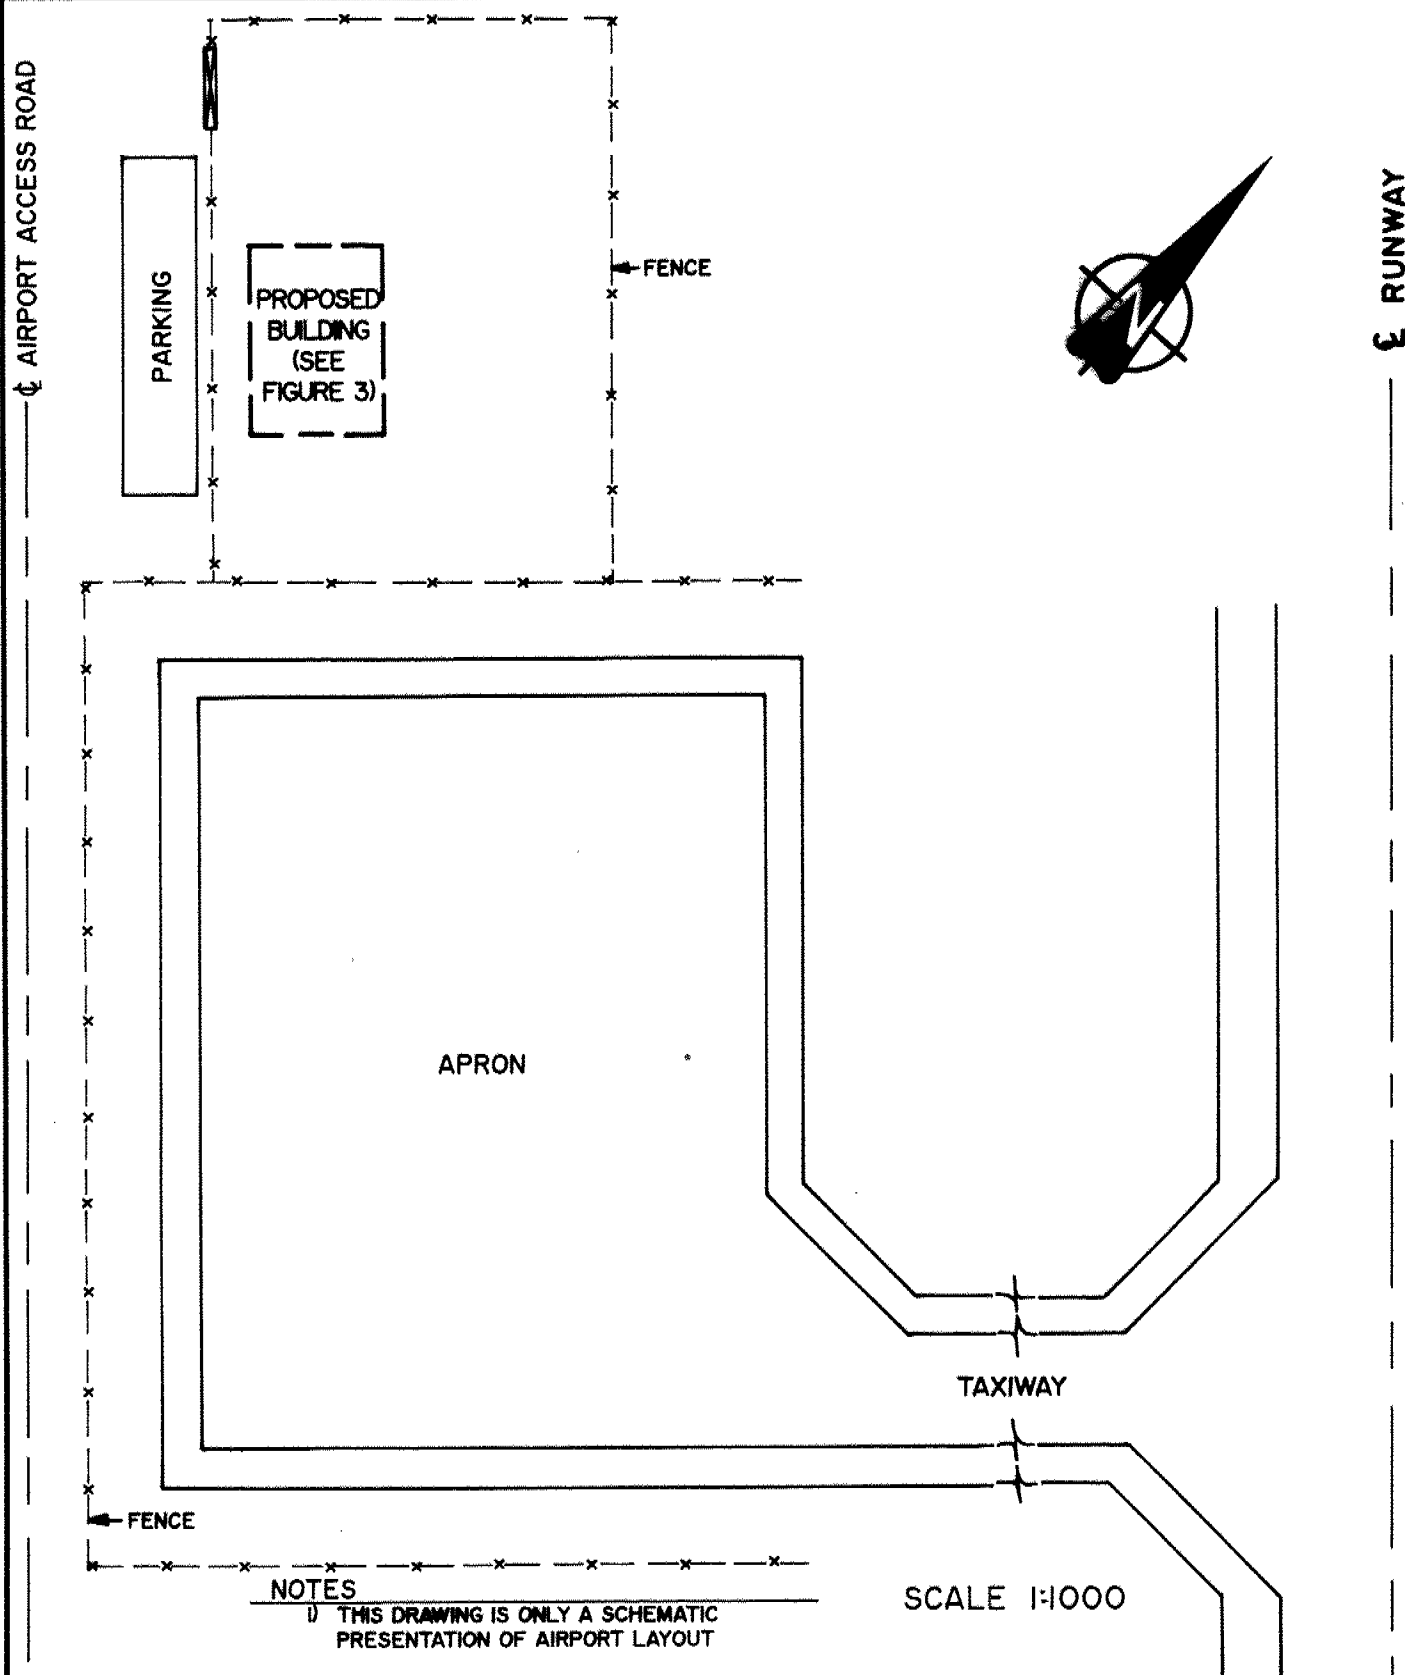 ℄ AIRPORT ACCESS ROAD
PARKING
PROPOSED
BUILDING
(SEE
FIGURE 3)
FENCE
N
℄ RUNWAY
APRON
TAXIWAY
FENCE
NOTES
1) THIS DRAWING IS ONLY A SCHEMATIC
PRESENTATION OF AIRPORT LAYOUT
SCALE 1:1000